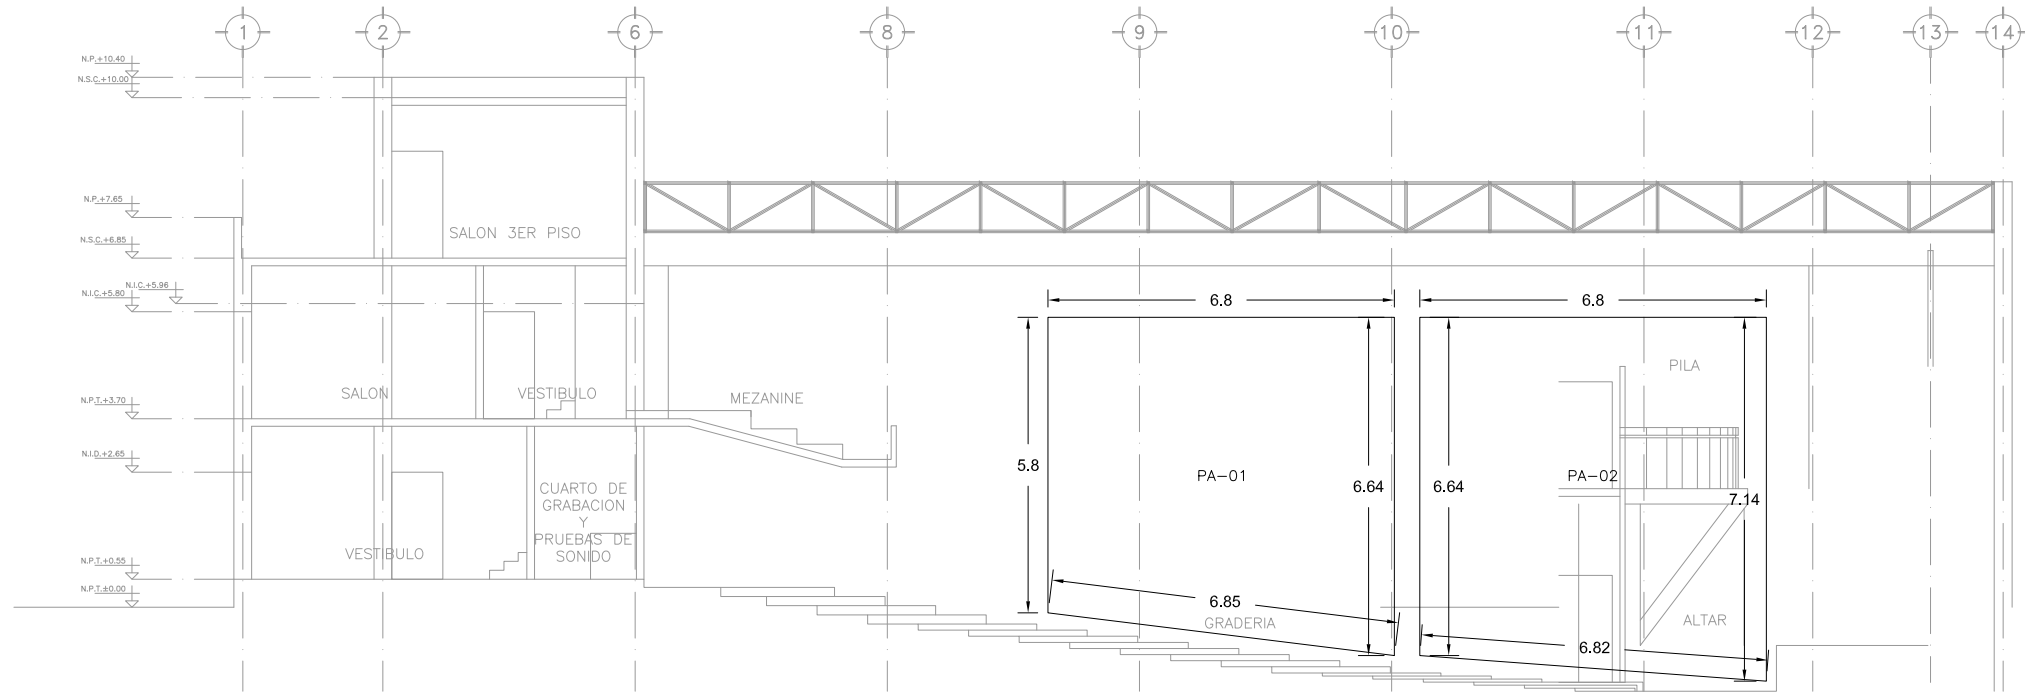 1
2
6
8
9
10
11
12
13
14
N.P.+10.40
N.S.C.+10.00
N.P.+7.65
SALON 3ER PISO
N.S.C.+6.85
N.I.C.+5.96
N.I.C.+5.80
6.8
6.8
PILA
SALON
VESTIBULO
MEZANINE
N.P.T.+3.70
N.I.D.+2.65
5.8
PA-01
6.64
6.64
PA-02
7.14
CUARTO DE
GRABACION
Y
PRUEBAS DE
SONIDO
VESTIBULO
N.P.T.+0.55
N.P.T.±0.00
6.85
GRADERIA
ALTAR
6.82